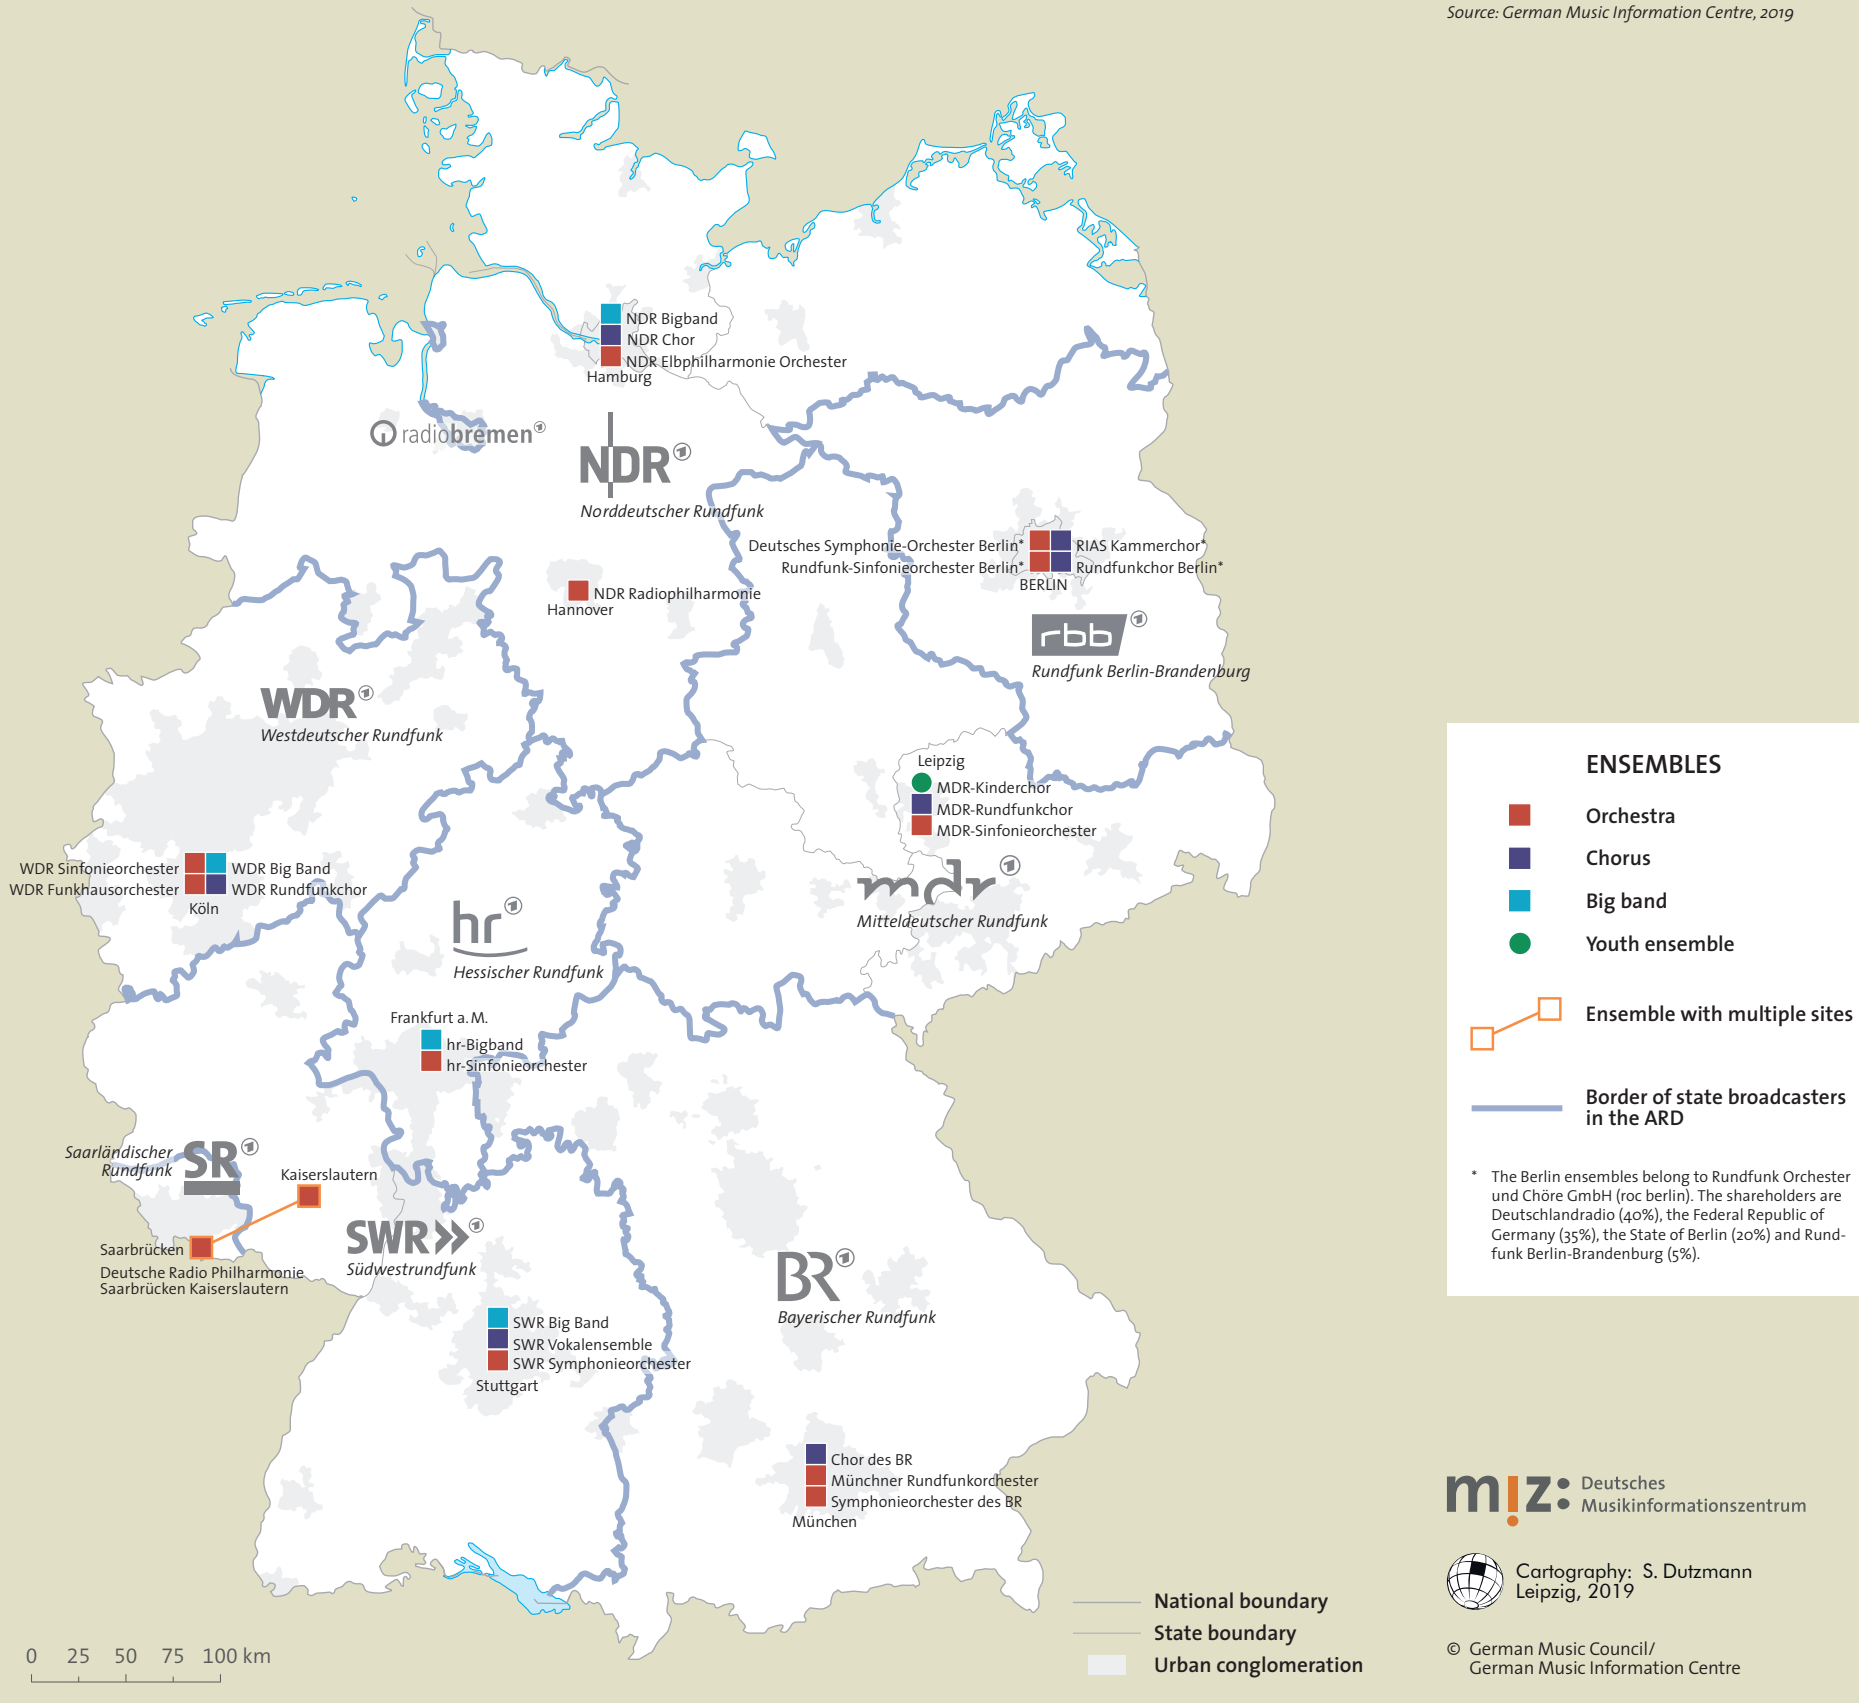 Source: German Music Information Centre, 2019
NDR Bigband
NDR Chor
NDR Elbphilharmonie Orchester
Hamburg
radiobremen
NDR
Norddeutscher Rundfunk
Deutsches Symphonie-Orchester Berlin*
RIAS Kammerchor*
Rundfunk-Sinfonieorchester Berlin*
Rundfunkchor Berlin*
BERLIN
NDR Radiophilharmonie
Hannover
rbb
Rundfunk Berlin-Brandenburg
WDR
Westdeutscher Rundfunk
Leipzig
MDR-Kinderchor
MDR-Rundfunkchor
MDR-Sinfonieorchester
mdr
Mitteldeutscher Rundfunk
WDR Sinfonieorchester
WDR Big Band
WDR Funkhausorchester
WDR Rundfunkchor
Köln
hr
Hessischer Rundfunk
Frankfurt a. M.
hr-Bigband
hr-Sinfonieorchester
Saarländischer
Rundfunk
SR
Kaiserslautern
Saarbrücken
Deutsche Radio Philharmonie
Saarbrücken Kaiserslautern
SWR
Südwestrundfunk
BR
Bayerischer Rundfunk
SWR Big Band
SWR Vokalensemble
SWR Symphonieorchester
Stuttgart
Chor des BR
Münchner Rundfunkorchester
Symphonieorchester des BR
München
ENSEMBLES
Orchestra
Chorus
Big band
Youth ensemble
Ensemble with multiple sites
Border of state broadcasters
in the ARD
* The Berlin ensembles belong to Rundfunk Orchester
und Chöre GmbH (roc berlin). The shareholders are
Deutschlandradio (40%), the Federal Republic of
Germany (35%), the State of Berlin (20%) and Rund-
funk Berlin-Brandenburg (5%).
miz:
Deutsches
Musikinformationszentrum
Cartography: S. Dutzmann
Leipzig, 2019
© German Music Council/
German Music Information Centre
National boundary
State boundary
Urban conglomeration
0 25 50 75 100 km